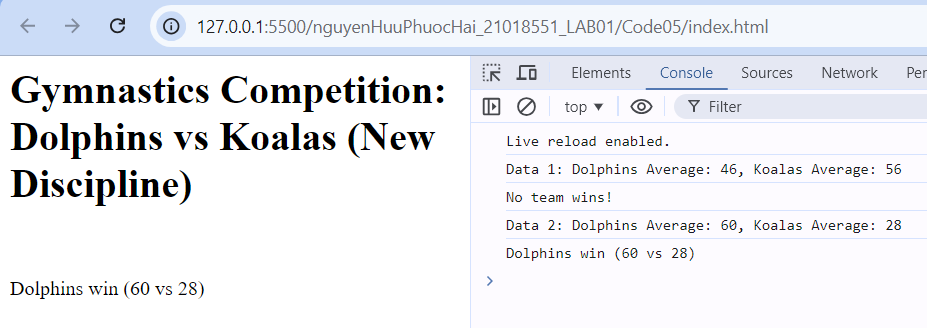 127.0.0.1:5500/nguyenHuuPhuocHai_21018551_LAB01/Code05/index.html
Gymnastics Competition:
Dolphins vs Koalas (New
Discipline)
Dolphins win (60 vs 28)
Elements Console Sources Network Per
top Filter
Live reload enabled.
Data 1: Dolphins Average: 46, Koalas Average: 56
No team wins!
Data 2: Dolphins Average: 60, Koalas Average: 28
Dolphins win (60 vs 28)